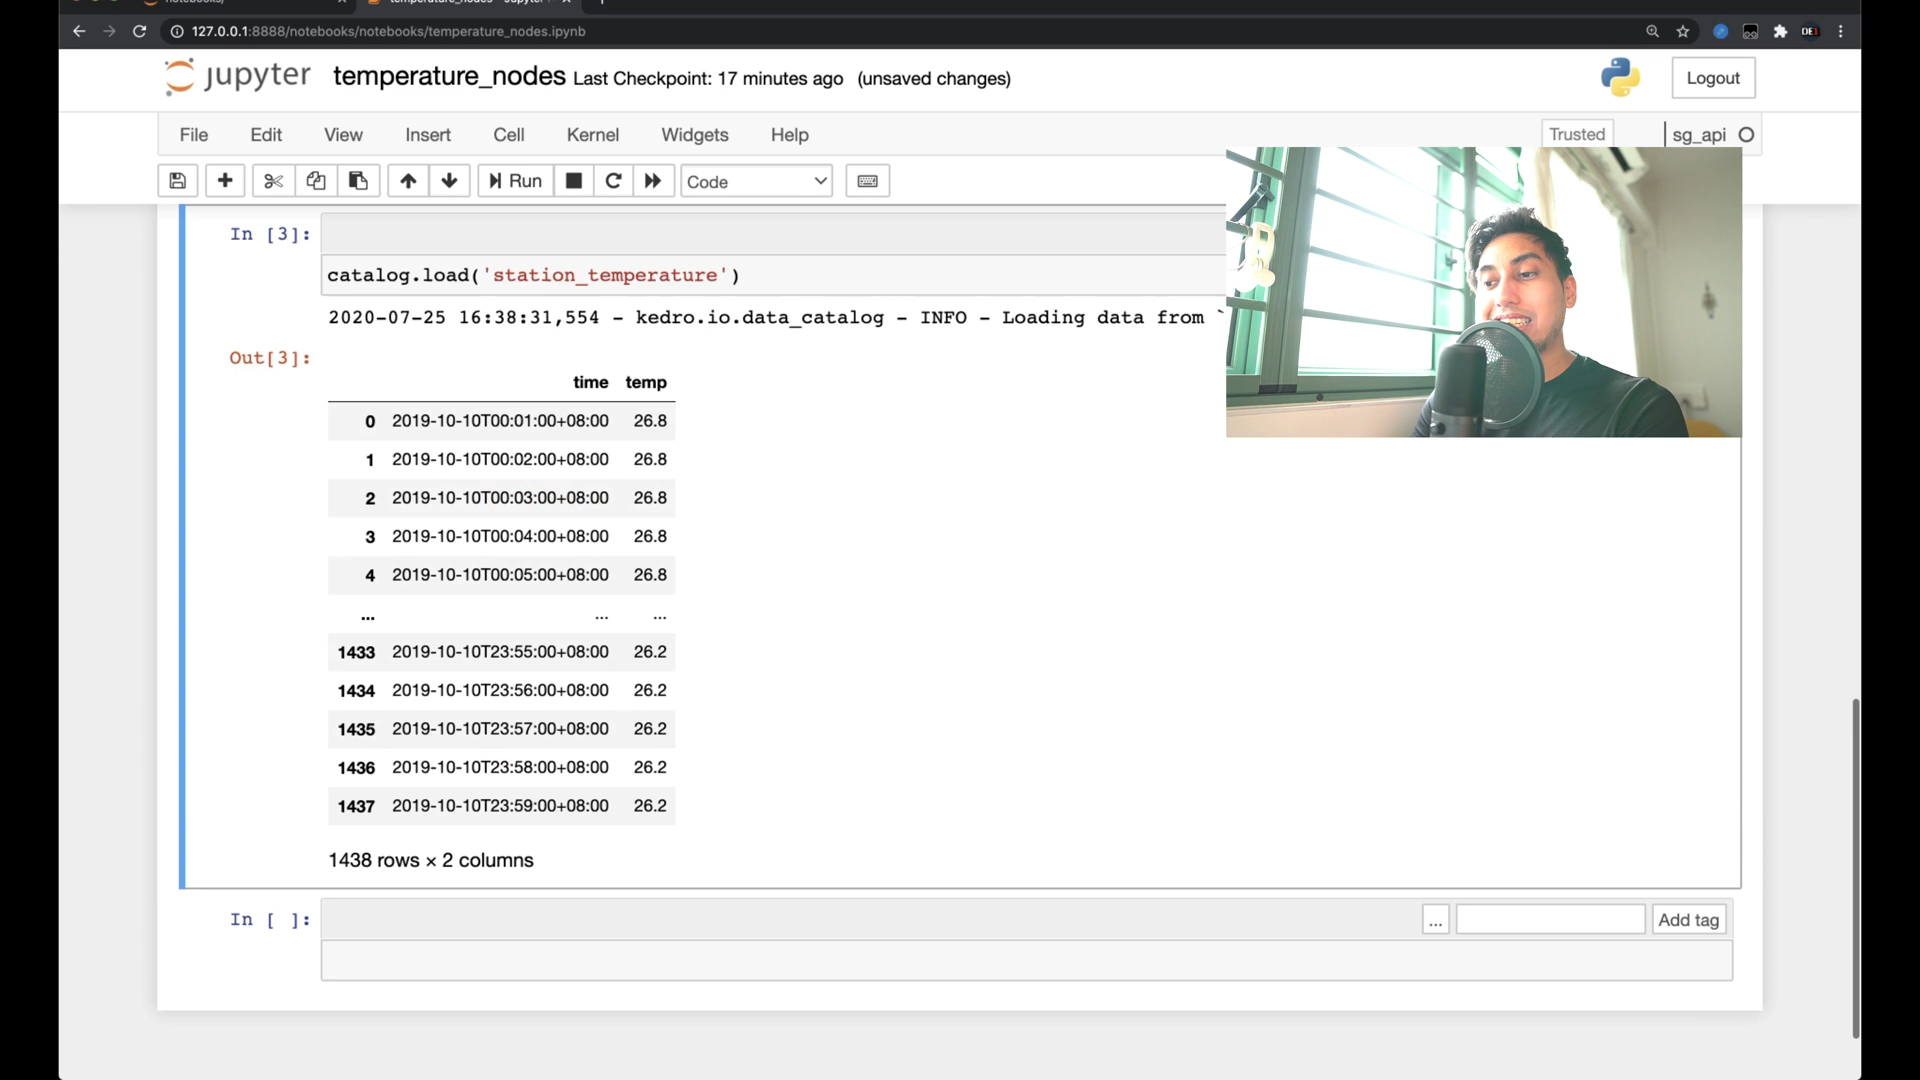 127.0.0.1:8888/notebooks/notebooks/temperature_nodes.ipynb
jupyter temperature_nodes Last Checkpoint: 17 minutes ago (unsaved changes) Logout
File Edit View Insert Cell Kernel Widgets Help Trusted sg_api
Run Code
In [3]:
catalog.load('station_temperature')
2020-07-25 16:38:31,554 - kedro.io.data_catalog - INFO - Loading data from `
Out[3]:
time temp
0 2019-10-10T00:01:00+08:00 26.8
1 2019-10-10T00:02:00+08:00 26.8
2 2019-10-10T00:03:00+08:00 26.8
3 2019-10-10T00:04:00+08:00 26.8
4 2019-10-10T00:05:00+08:00 26.8
... ... ...
1433 2019-10-10T23:55:00+08:00 26.2
1434 2019-10-10T23:56:00+08:00 26.2
1435 2019-10-10T23:57:00+08:00 26.2
1436 2019-10-10T23:58:00+08:00 26.2
1437 2019-10-10T23:59:00+08:00 26.2
1438 rows × 2 columns
In [ ]: ... Add tag